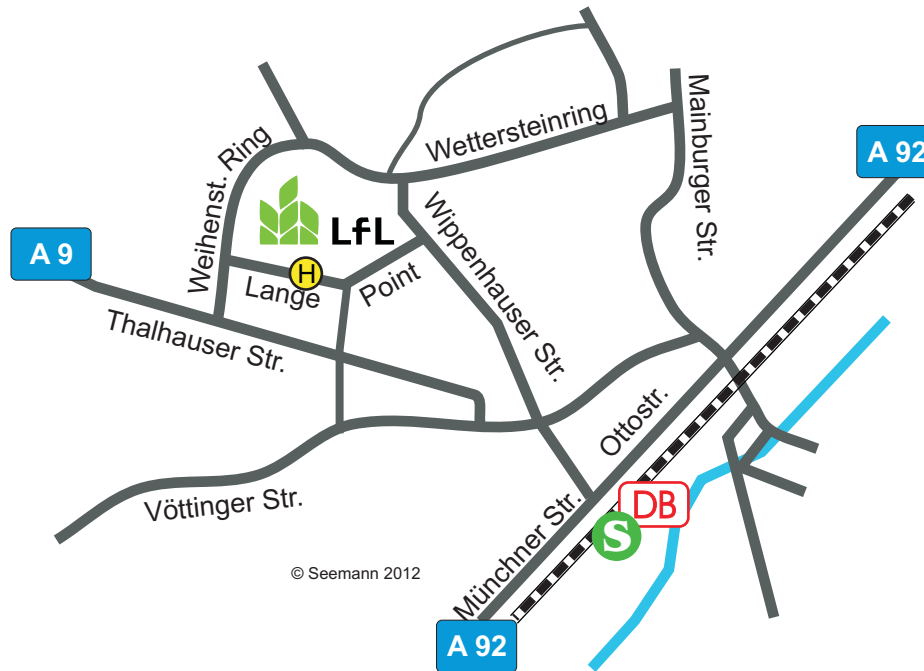 Mainburger Str.
Wettersteinring
A 92
Weihenst. Ring
LfL
Wippenhauser Str.
A 9
H
Lange
Point
Thalhauser Str.
Ottostr.
Vöttinger Str.
DB
S
Münchner Str.
© Seemann 2012
A 92